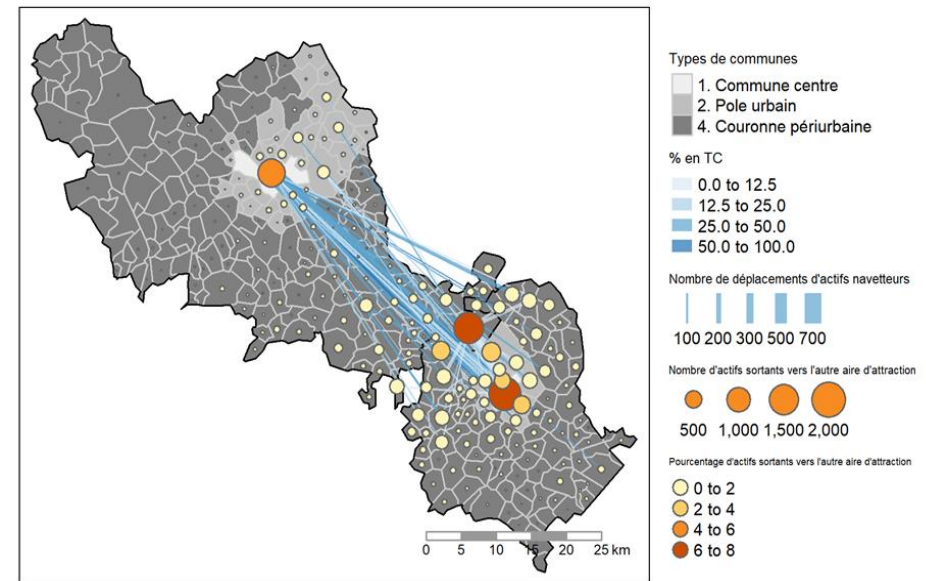 Types de communes
1. Commune centre
2. Pole urbain
4. Couronne périurbaine
% en TC
0.0 to 12.5
12.5 to 25.0
25.0 to 50.0
50.0 to 100.0
Nombre de déplacements d'actifs navetteurs
100 200 300 500 700
Nombre d'actifs sortants vers l'autre aire d'attraction
500 1,000 1,500 2,000
Pourcentage d'actifs sortants vers l'autre aire d'attraction
0 to 2
2 to 4
4 to 6
6 to 8
0 5 10 15 20 25 km